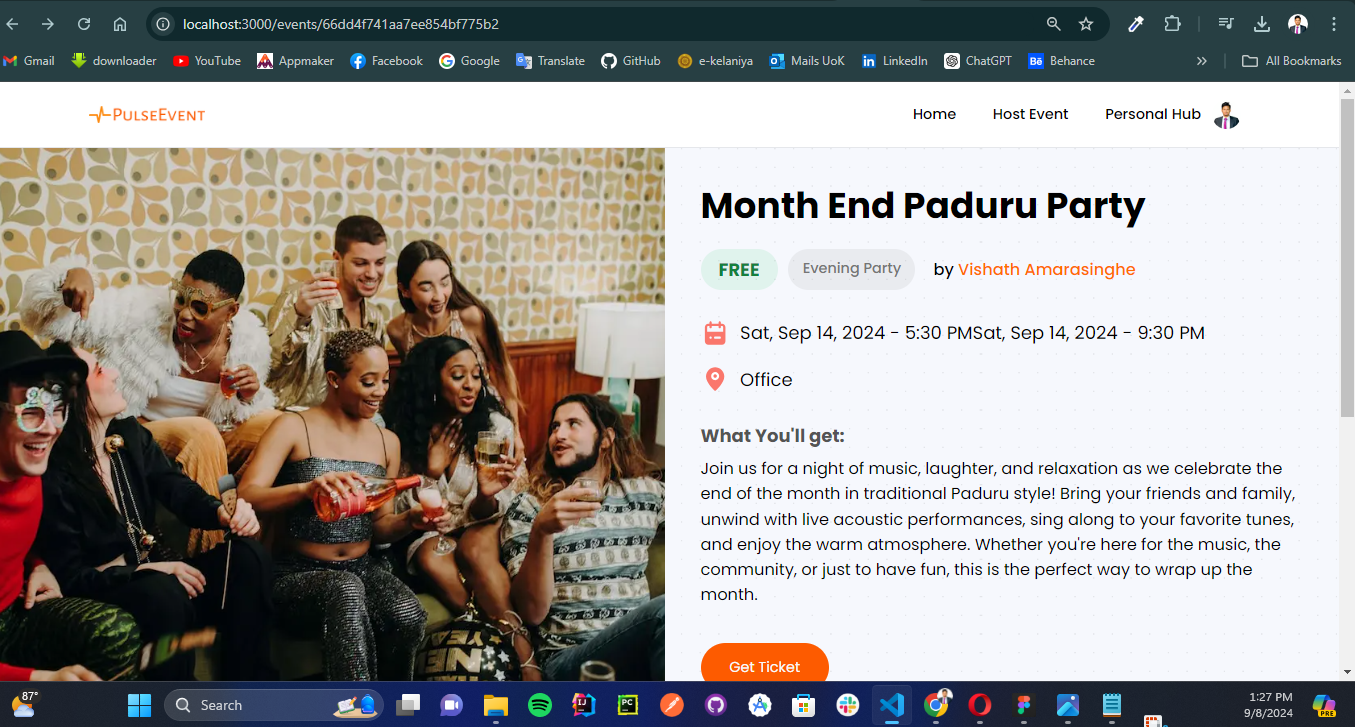 localhost:3000/events/66dd4f741aa7ee854bf775b2
Gmail downloader YouTube Appmaker Facebook Google Translate GitHub e-kelaniya Mails UoK LinkedIn ChatGPT Behance » All Bookmarks
PulseEvent Home Host Event Personal Hub
Month End Paduru Party
FREE Evening Party by Vishath Amarasinghe
Sat, Sep 14, 2024 - 5:30 PMSat, Sep 14, 2024 - 9:30 PM
Office
What You'll get:
Join us for a night of music, laughter, and relaxation as we celebrate the
end of the month in traditional Paduru style! Bring your friends and family,
unwind with live acoustic performances, sing along to your favorite tunes,
and enjoy the warm atmosphere. Whether you're here for the music, the
community, or just to have fun, this is the perfect way to wrap up the
month.
Get Ticket
87°
Search
1:27 PM
9/8/2024